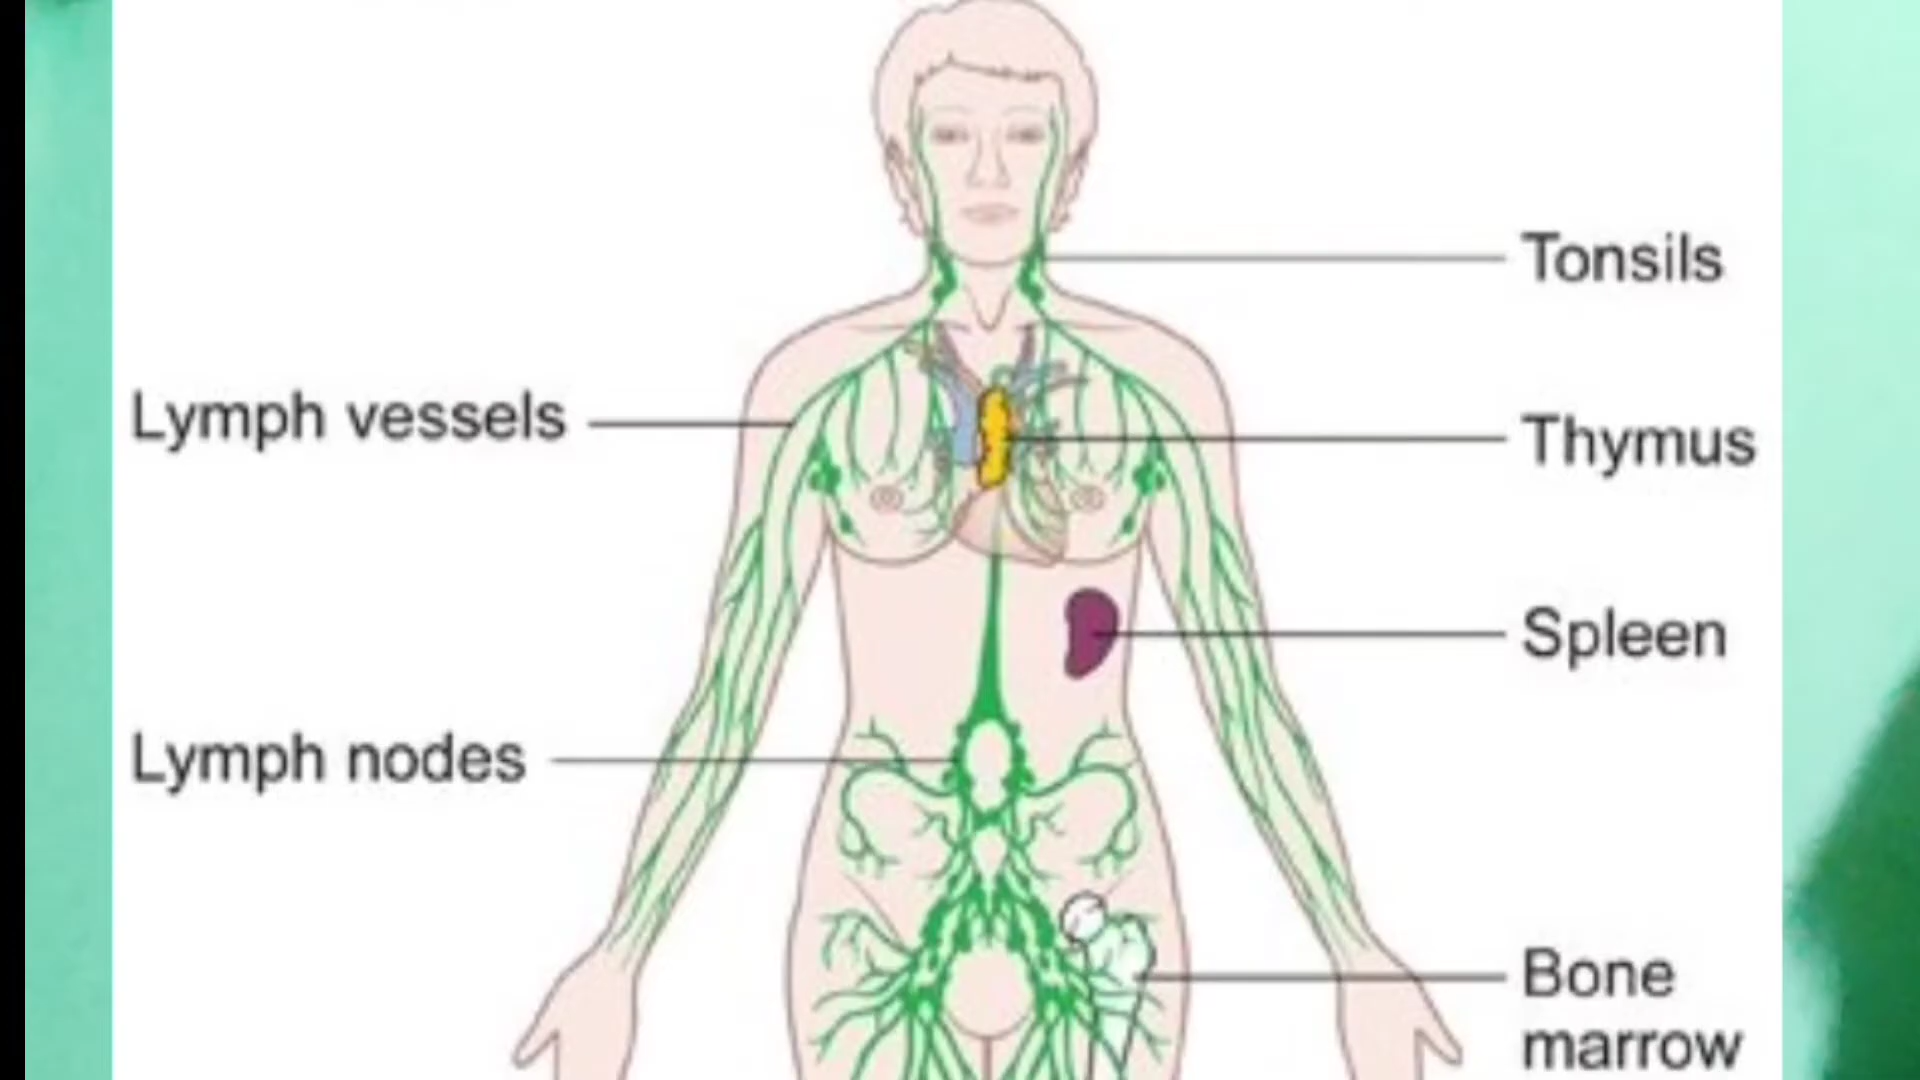 Tonsils
Lymph vessels
Thymus
Spleen
Lymph nodes
Bone
marrow